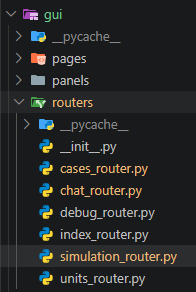 gui
__pycache__
pages
panels
routers
__pycache__
__init__.py
cases_router.py
chat_router.py
debug_router.py
index_router.py
simulation_router.py
units_router.py